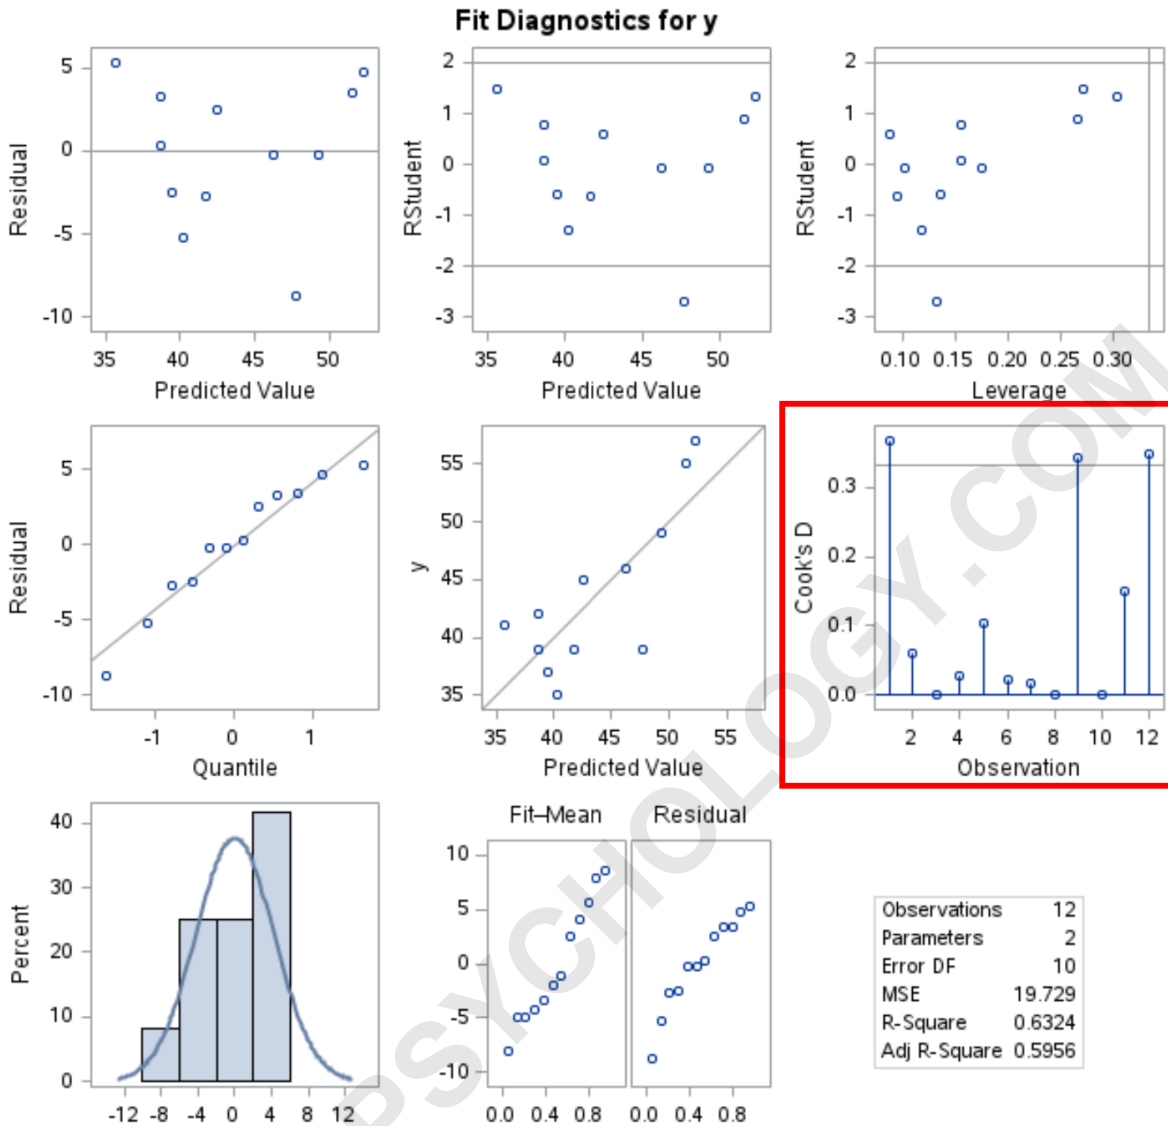 Fit Diagnostics for y
Residual
5
0
-5
-10
35 40 45 50
Predicted Value
RStudent
2
1
0
-1
-2
-3
35 40 45 50
Predicted Value
RStudent
2
1
0
-1
-2
-3
0.10 0.15 0.20 0.25 0.30
Leverage
Residual
5
0
-5
-10
-1 0 1
Quantile
y
55
50
45
40
35
35 40 45 50 55
Predicted Value
Cook's D
0.3
0.2
0.1
0.0
2 4 6 8 10 12
Observation
Percent
40
30
20
10
0
-12 -8 -4 0 4 8 12
Fit–Mean Residual
10
5
0
-5
-10
0.0 0.4 0.8 0.0 0.4 0.8
Observations 12
Parameters 2
Error DF 10
MSE 19.729
R-Square 0.6324
Adj R-Square 0.5956
PSYCHOLOGY.COM